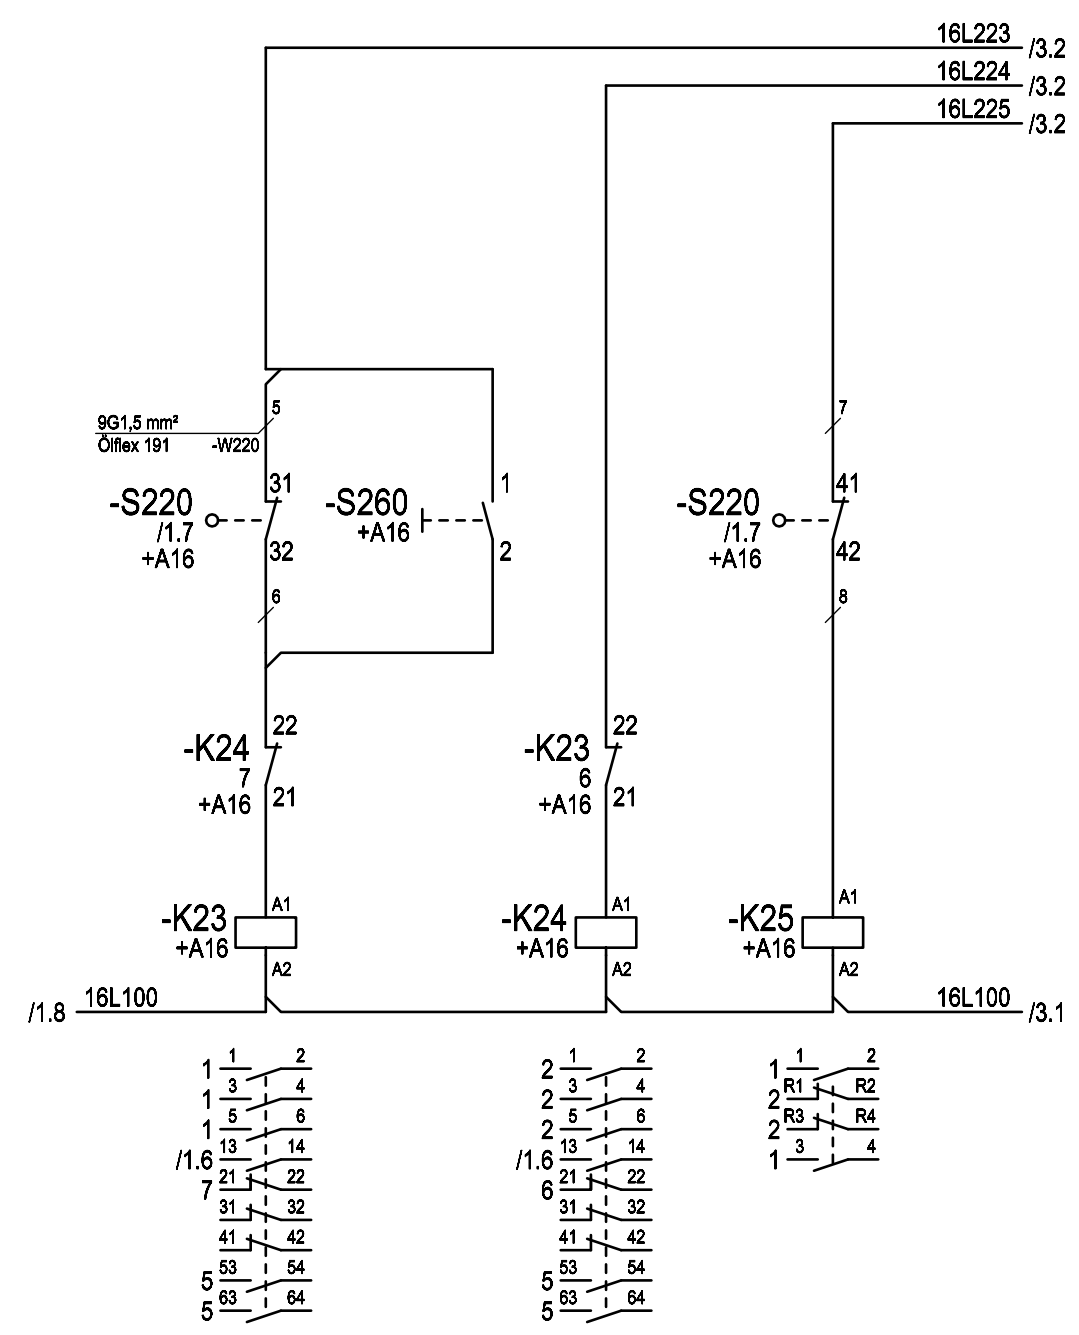 16L223 /3.2
16L224 /3.2
16L225 /3.2
5
7
9G1,5 mm²
Ölflex 191 -W220
31
1
41
-S220
-S260
-S220
/1.7
+A16
/1.7
+A16
+A16
32
2
42
6
8
22
22
-K24
-K23
7
6
+A16
21
+A16
21
A1
A1
A1
-K23
-K24
-K25
+A16
+A16
+A16
A2
A2
A2
/1.8 16L100
16L100 /3.1
1 1 2
1 3 4
1 5 6
/1.6 13 14
7 21 22
31 32
41 42
5 53 54
5 63 64
2 1 2
2 3 4
2 5 6
/1.6 13 14
6 21 22
31 32
41 42
5 53 54
5 63 64
1 1 2
2 R1 R2
2 R3 R4
1 3 4